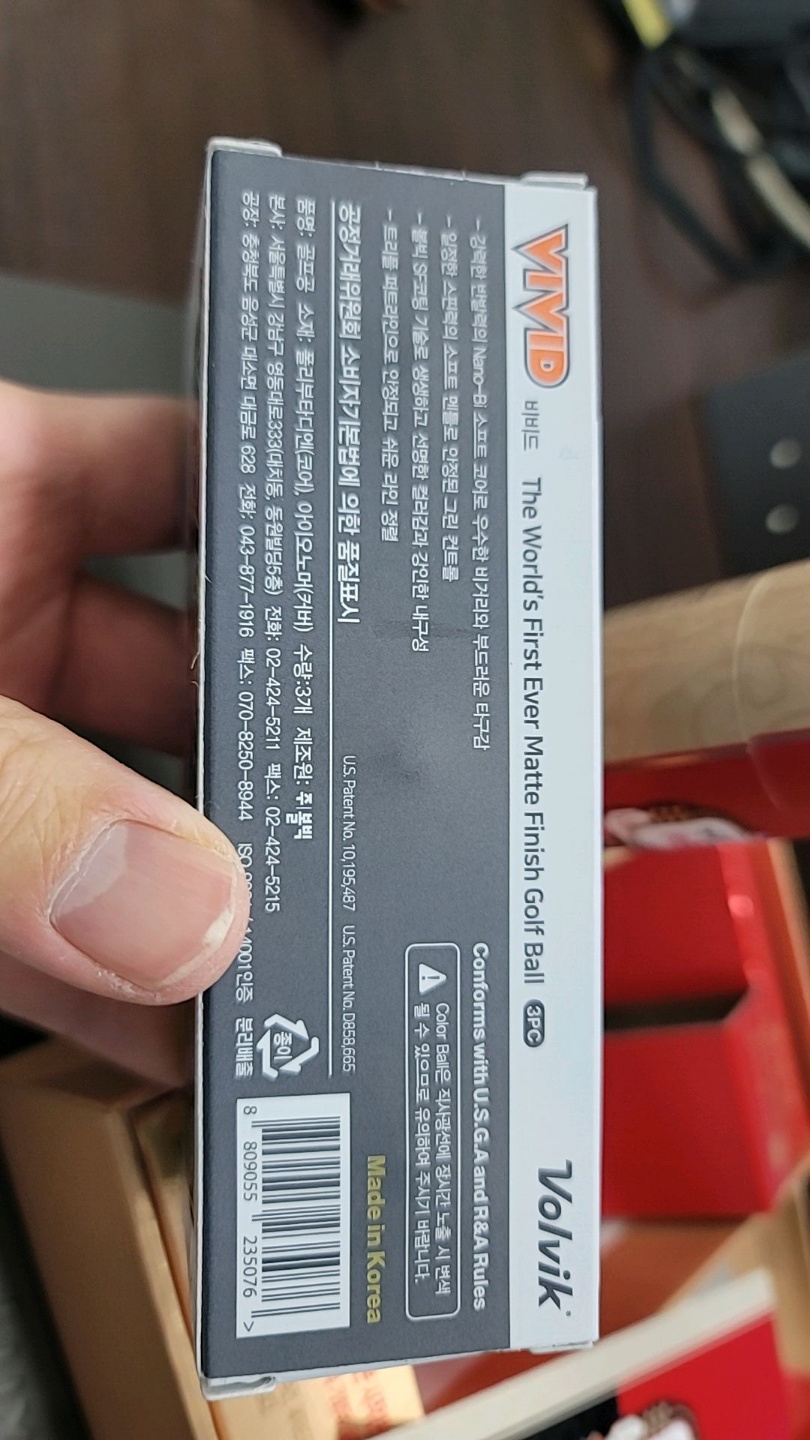 VIVID 비비드 The World's First Ever Matte Finish Golf Ball 3PC Volvik
- 강력한 반발력의 Nano-Bi 소프트 코어로 우수한 비거리와 부드러운 타구감
- 일정한 스핀력의 소프트 메틀로 안정된 그린 컨트롤
- 볼빅 SF코팅 기술로 생생하고 선명한 컬러감과 강인한 내구성
- 트리플 퍼트라인으로 안정되고 쉬운 라인 정렬
Conforms with U.S.G.A and R&A Rules
Color Ball은 직사광선에 장시간 노출 시 변색
될 수 있으므로 유의하여 주시기 바랍니다.
공정거래위원회 소비자기본법에 의한 품질표시
U.S. Patent No. 10,195,487 U.S. Patent No. D858,665
Made in Korea
품명: 골프공 소재: 폴리부타디엔(코어), 아이오노머(커버) 수량:3개 제조원: ㈜볼빅
본사: 서울특별시 강남구 영동대로333(대치동, 동원빌딩5층) 전화: 02-424-5211 팩스: 02-424-5215
공장: 충청북도 음성군 대소면 대금로 628 전화: 043-877-1916 팩스: 070-8250-8944 ISO 14001인증 분리배출
종이
8 809055 235076 >